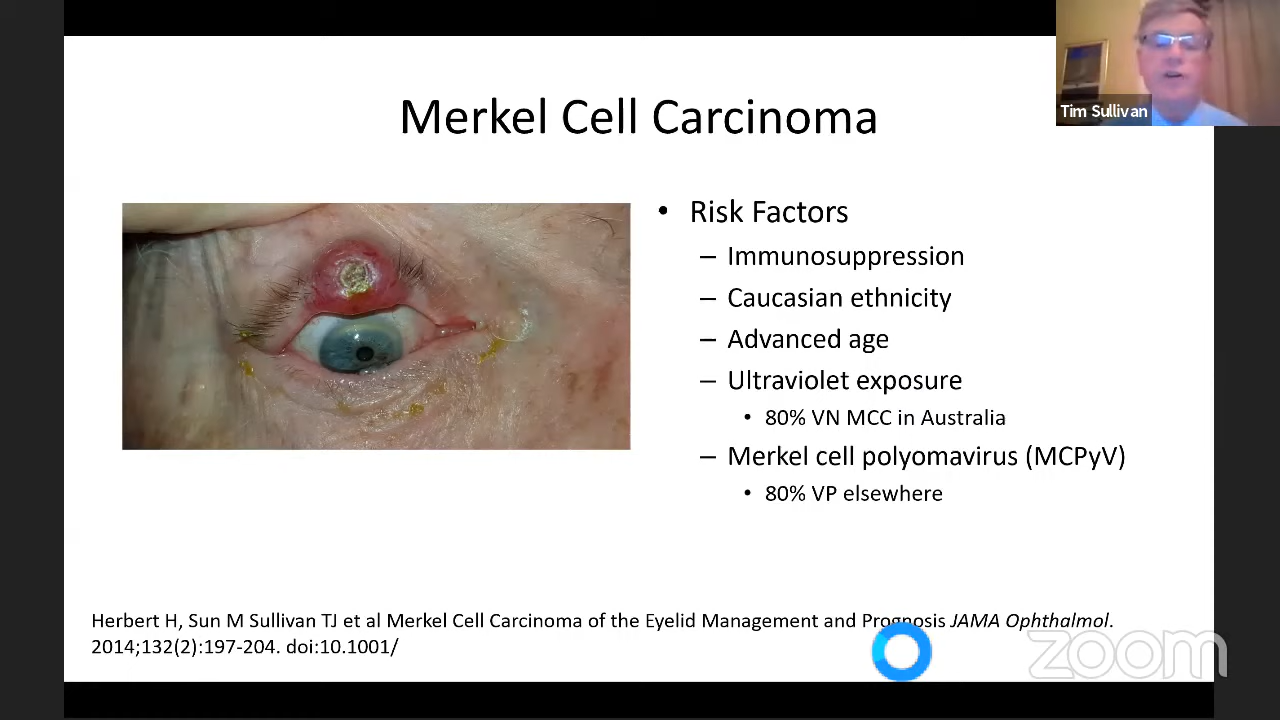 Merkel Cell Carcinoma
Tim Sullivan
• Risk Factors
– Immunosuppression
– Caucasian ethnicity
– Advanced age
– Ultraviolet exposure
• 80% VN MCC in Australia
– Merkel cell polyomavirus (MCPyV)
• 80% VP elsewhere
Herbert H, Sun M Sullivan TJ et al Merkel Cell Carcinoma of the Eyelid Management and Prognosis JAMA Ophthalmol.
2014;132(2):197-204. doi:10.1001/
zoom